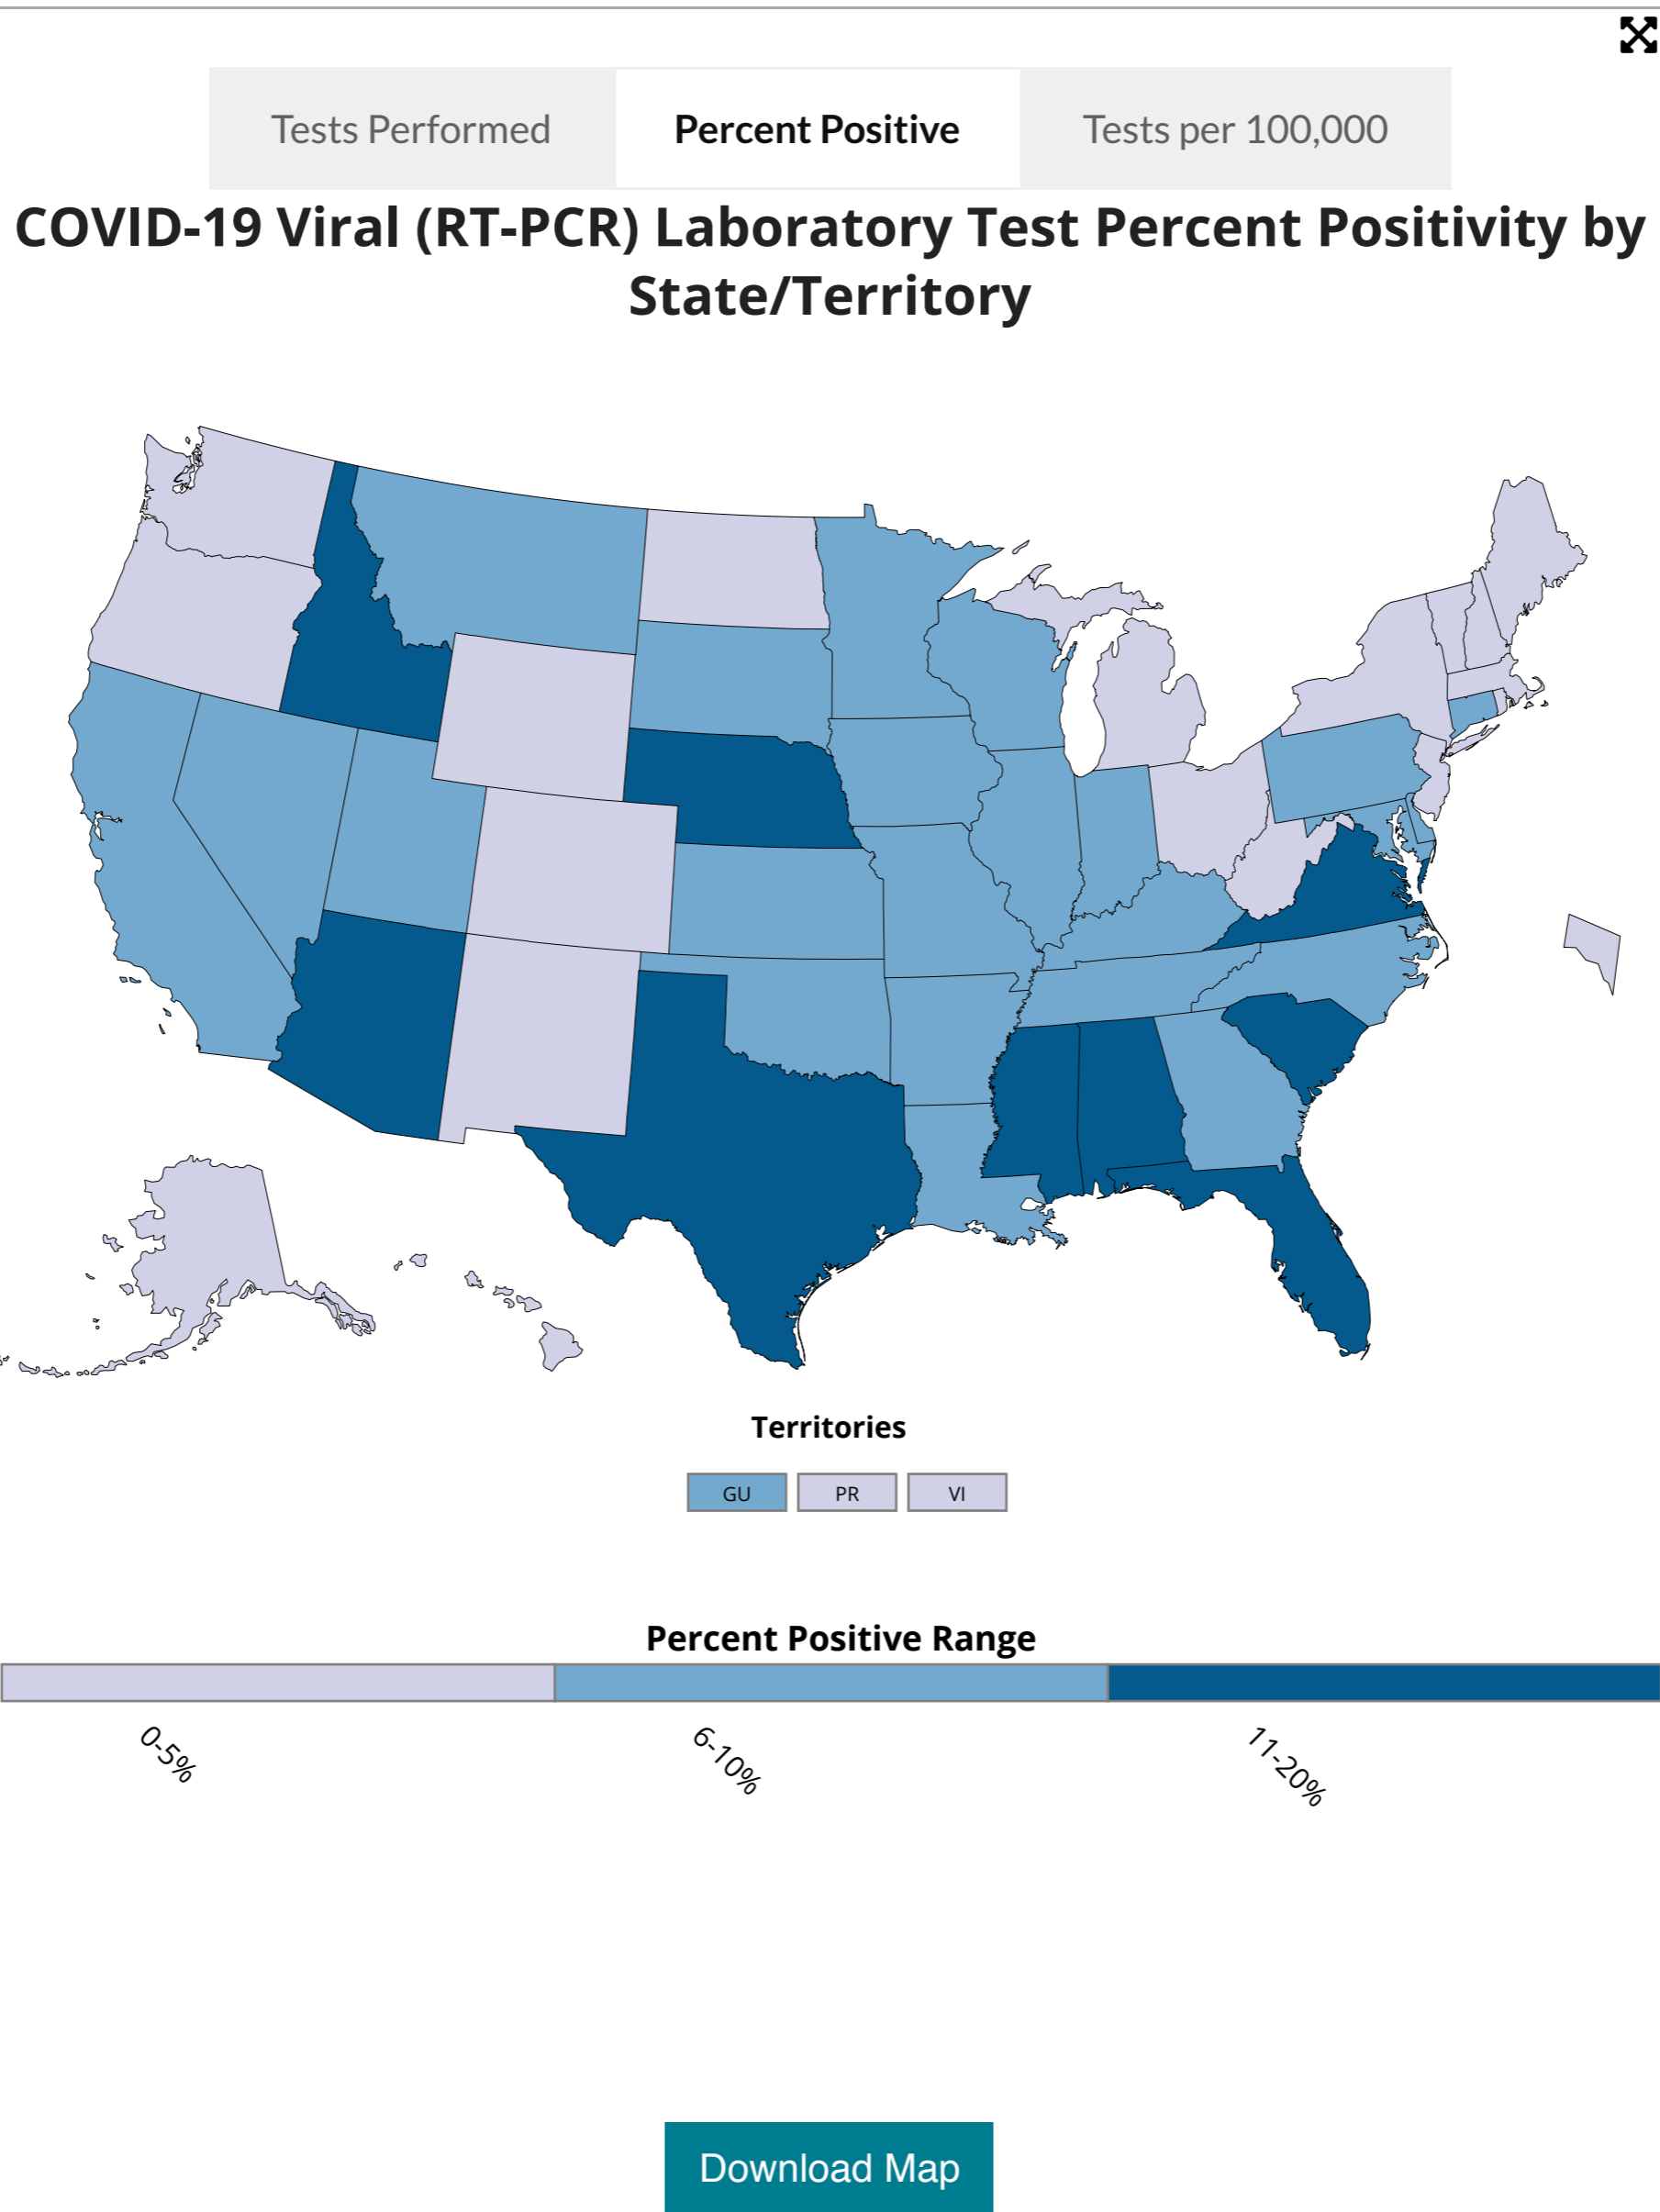 Tests Performed
Percent Positive
Tests per 100,000
COVID-19 Viral (RT-PCR) Laboratory Test Percent Positivity by
State/Territory
Territories
GU
PR
VI
Percent Positive Range
0-5%
6-10%
11-20%
Download Map